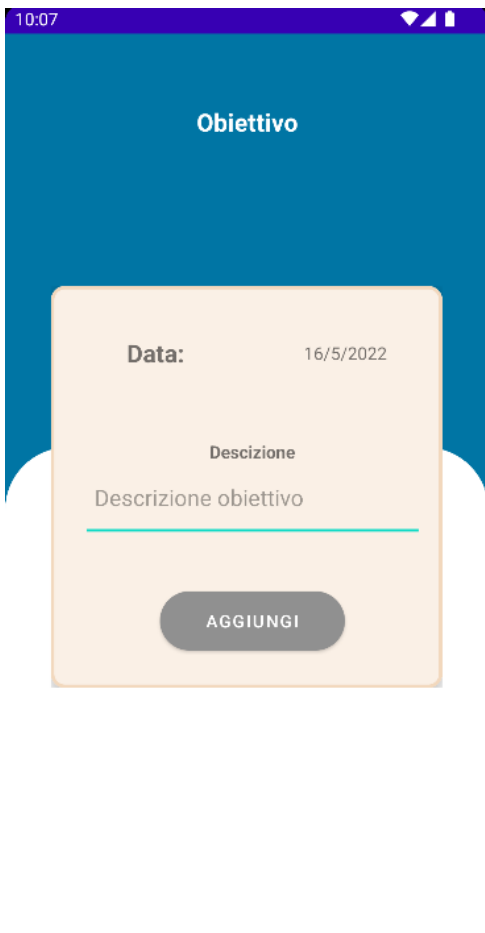 10:07
Obiettivo
Data: 16/5/2022
Descizione
Descrizione obiettivo
AGGIUNGI